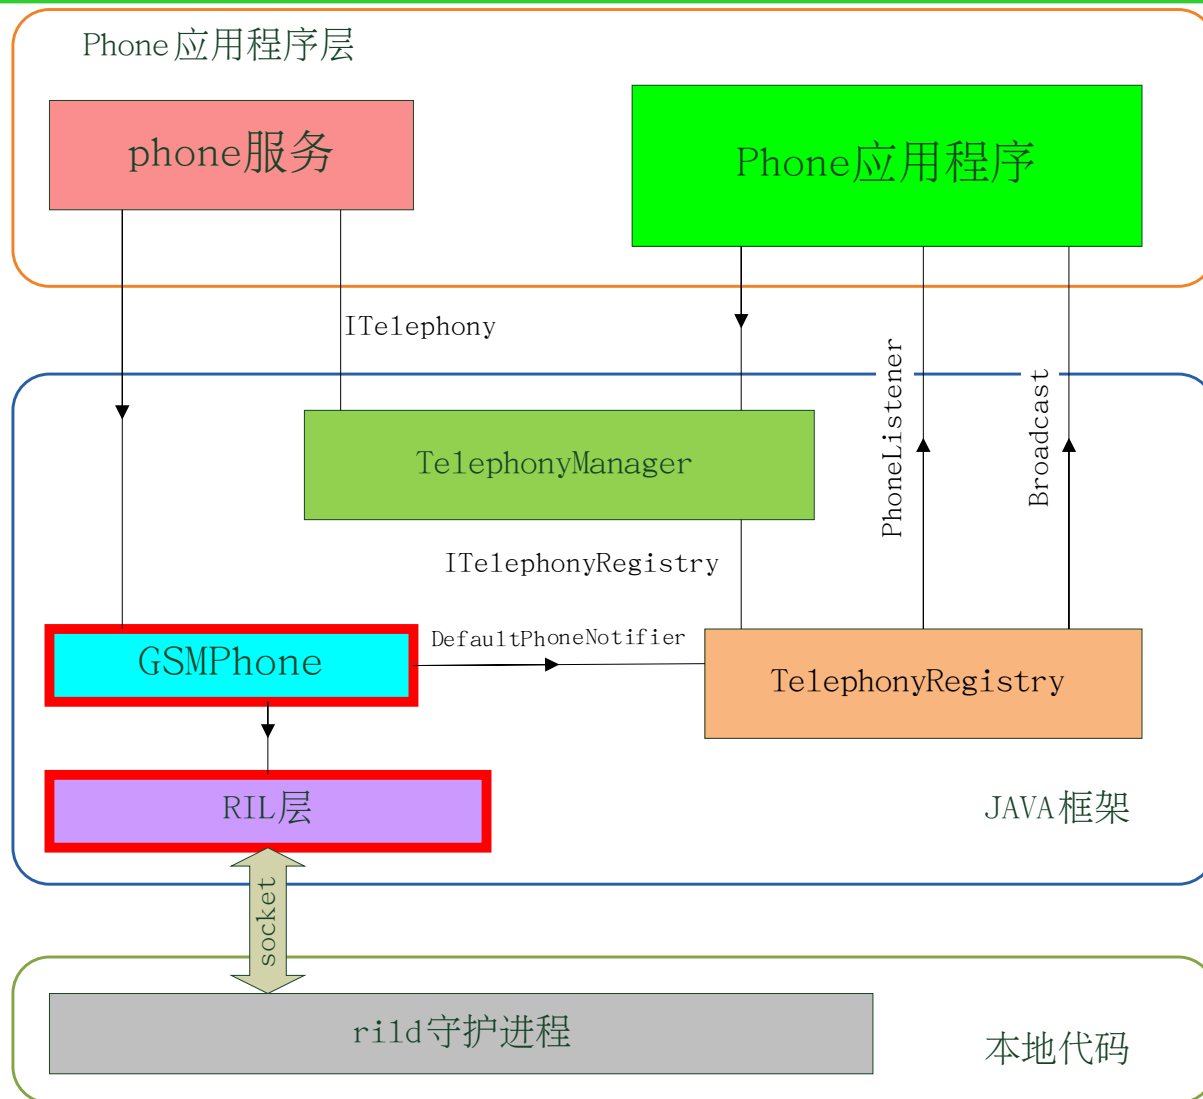 Phone应用程序层
phone服务
Phone应用程序
ITelephony
PhoneListener
Broadcast
TelephonyManager
ITelephonyRegistry
DefaultPhoneNotifier
GSMPhone
TelephonyRegistry
RIL层
JAVA框架
socket
rild守护进程
本地代码